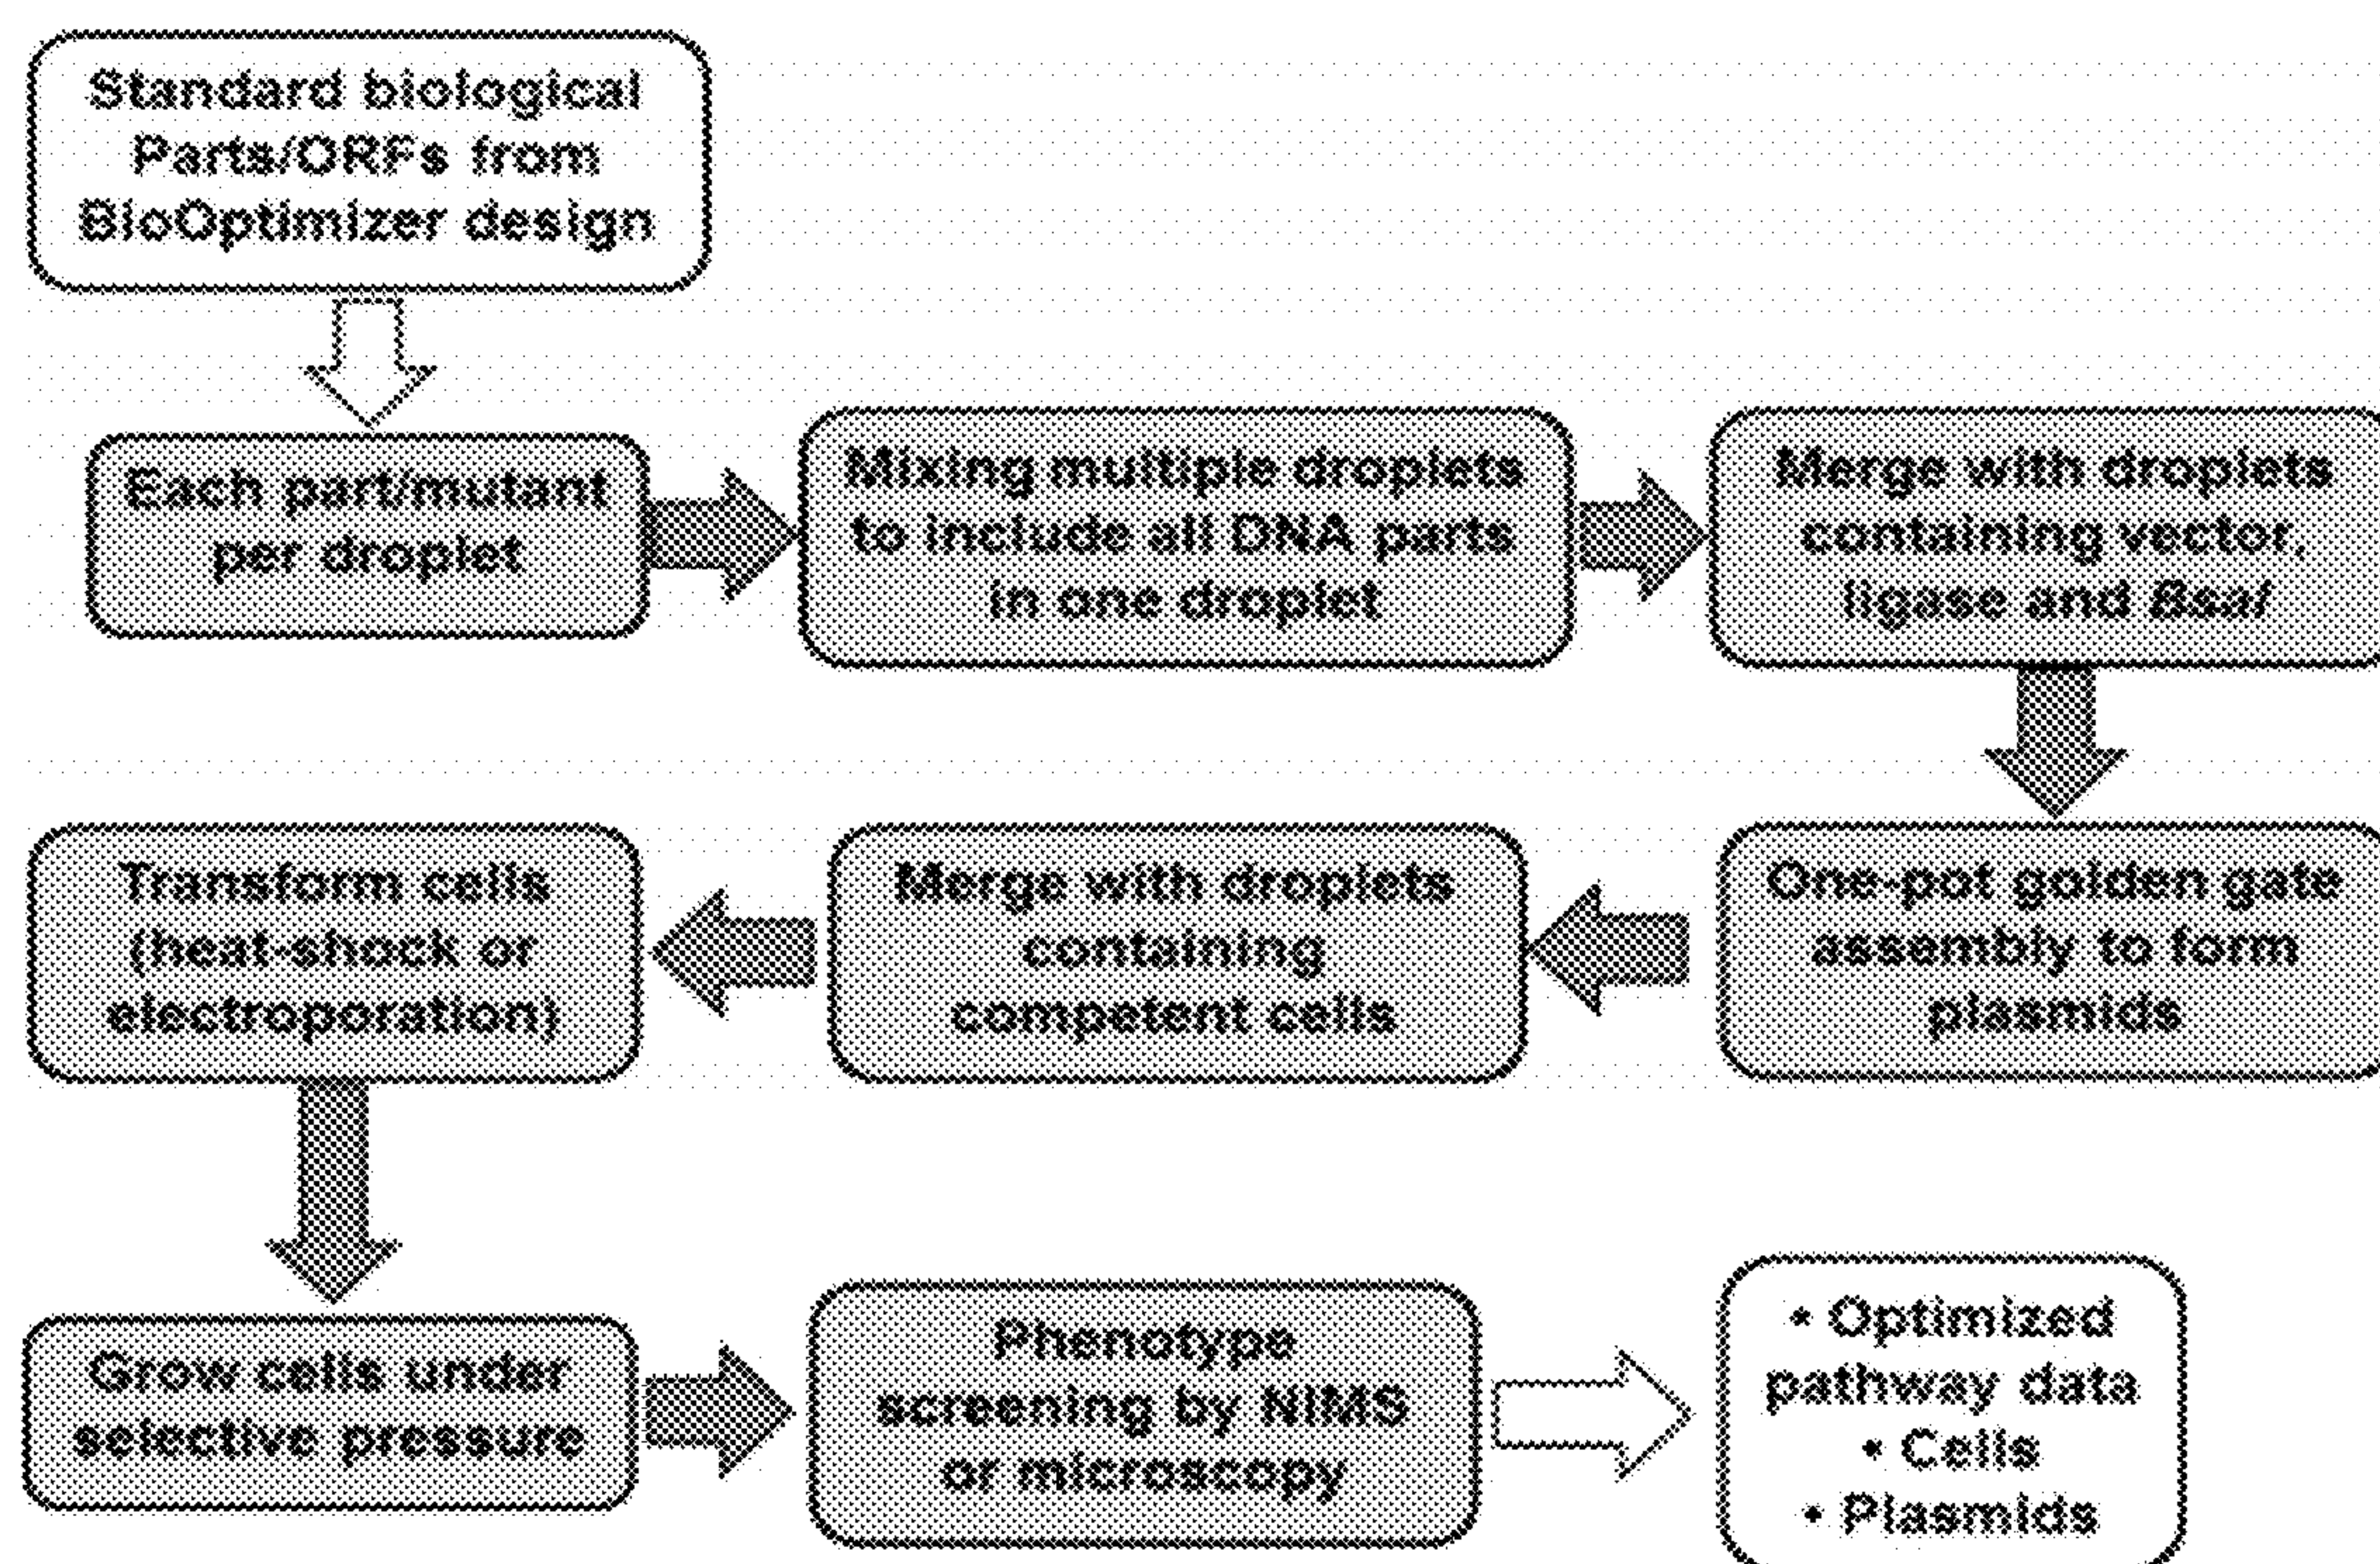 Standard biological
Parts/ORFs from
BioOptimizer design
Each part/mutant
per droplet
Mixing multiple droplets
to include all DNA parts
in one droplet
Merge with droplets
containing vector,
ligase and BsaI
One-pot golden gate
assembly to form
plasmids
Merge with droplets
containing
competent cells
Transform cells
(heat-shock or
electroporation)
Grow cells under
selective pressure
Phenotype
screening by NIMS
or microscopy
• Optimized
pathway data
• Cells
• Plasmids